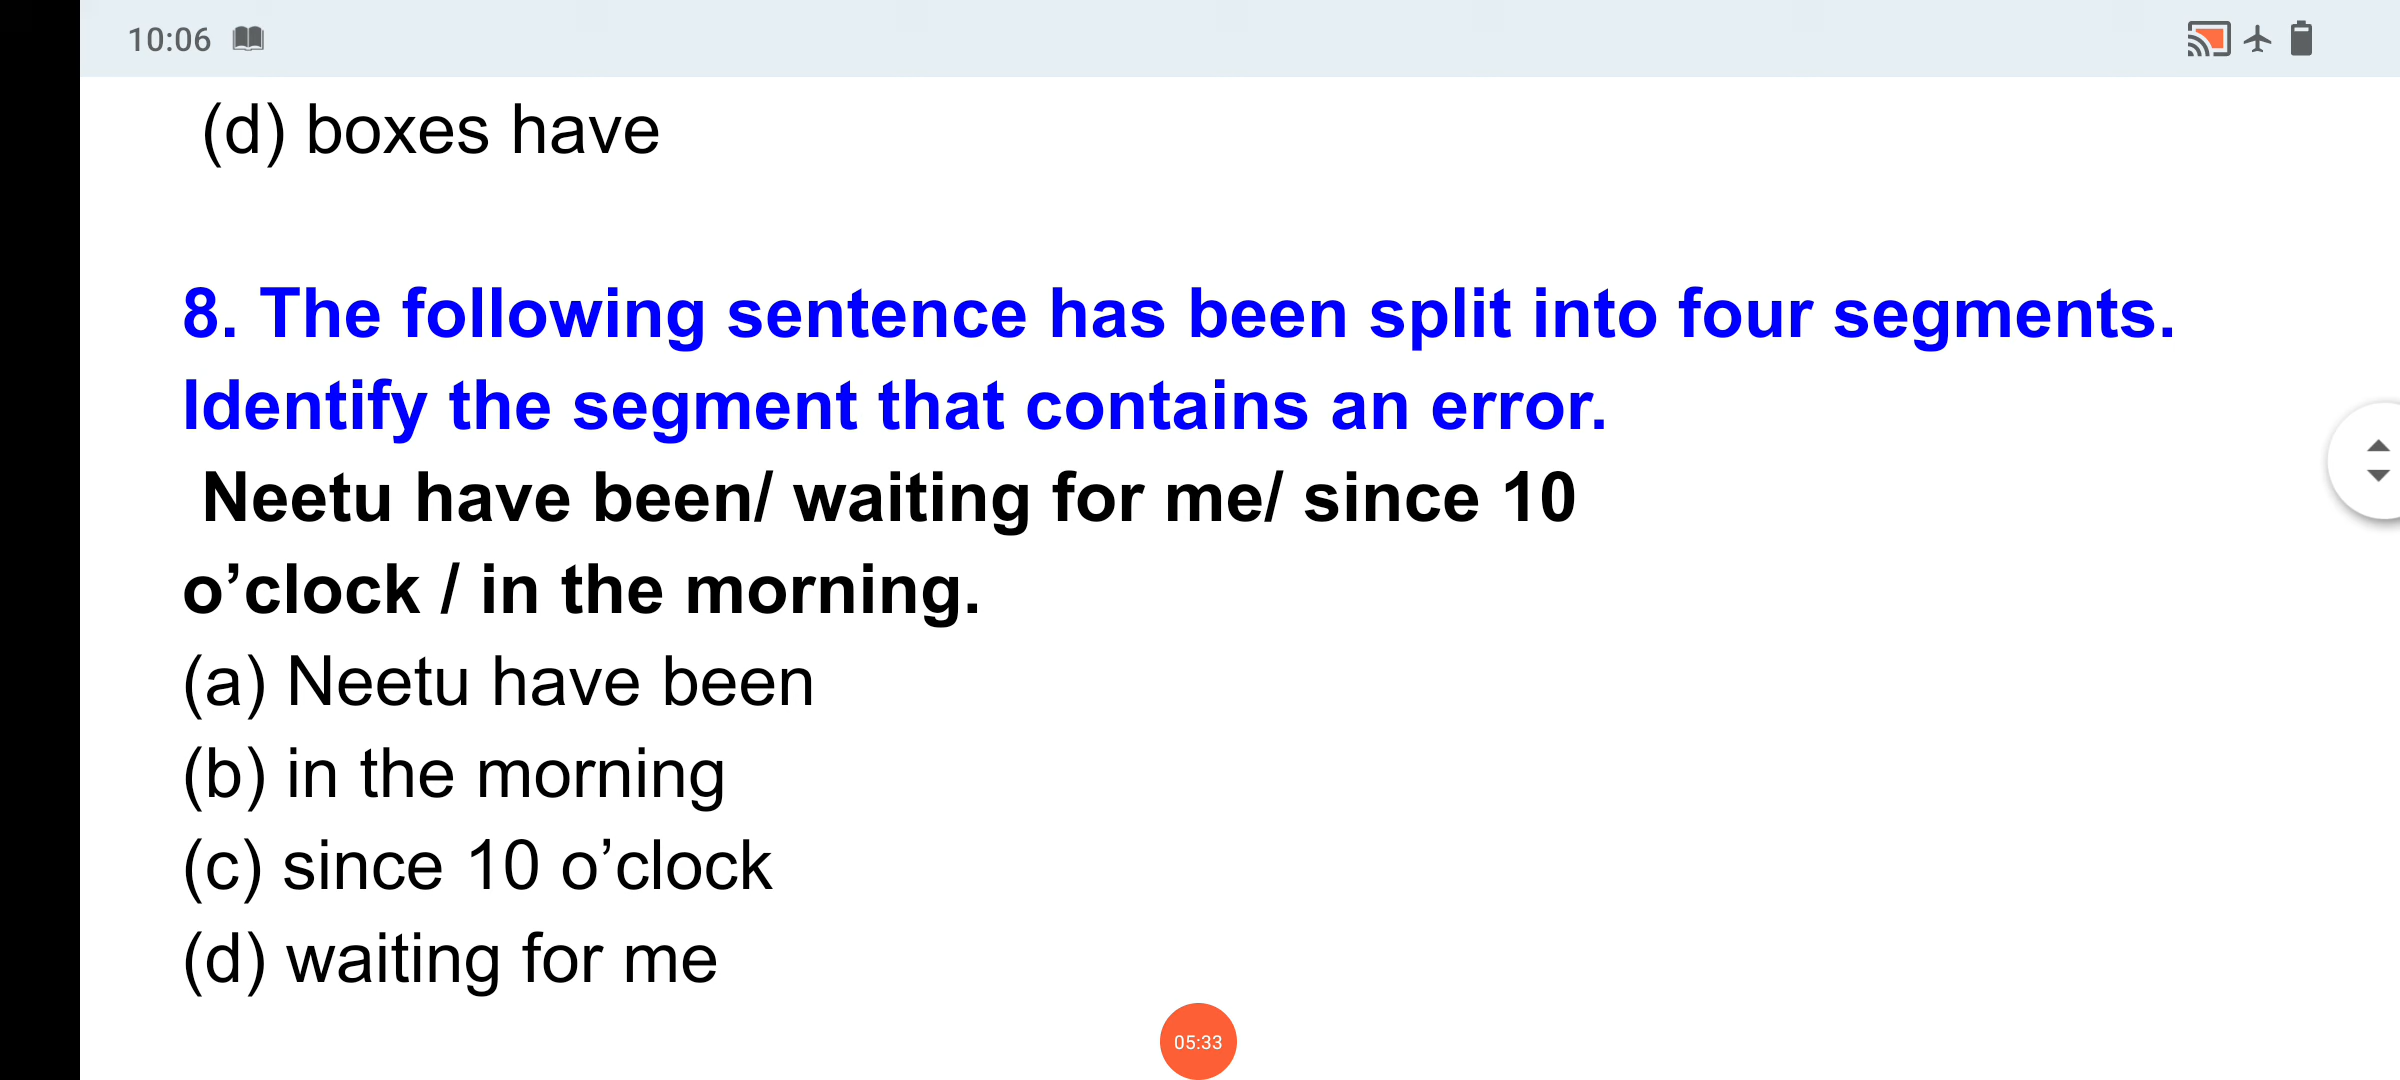 10:06
(d) boxes have
8. The following sentence has been split into four segments.
Identify the segment that contains an error.
Neetu have been/ waiting for me/ since 10
o’clock / in the morning.
(a) Neetu have been
(b) in the morning
(c) since 10 o’clock
(d) waiting for me
05:33